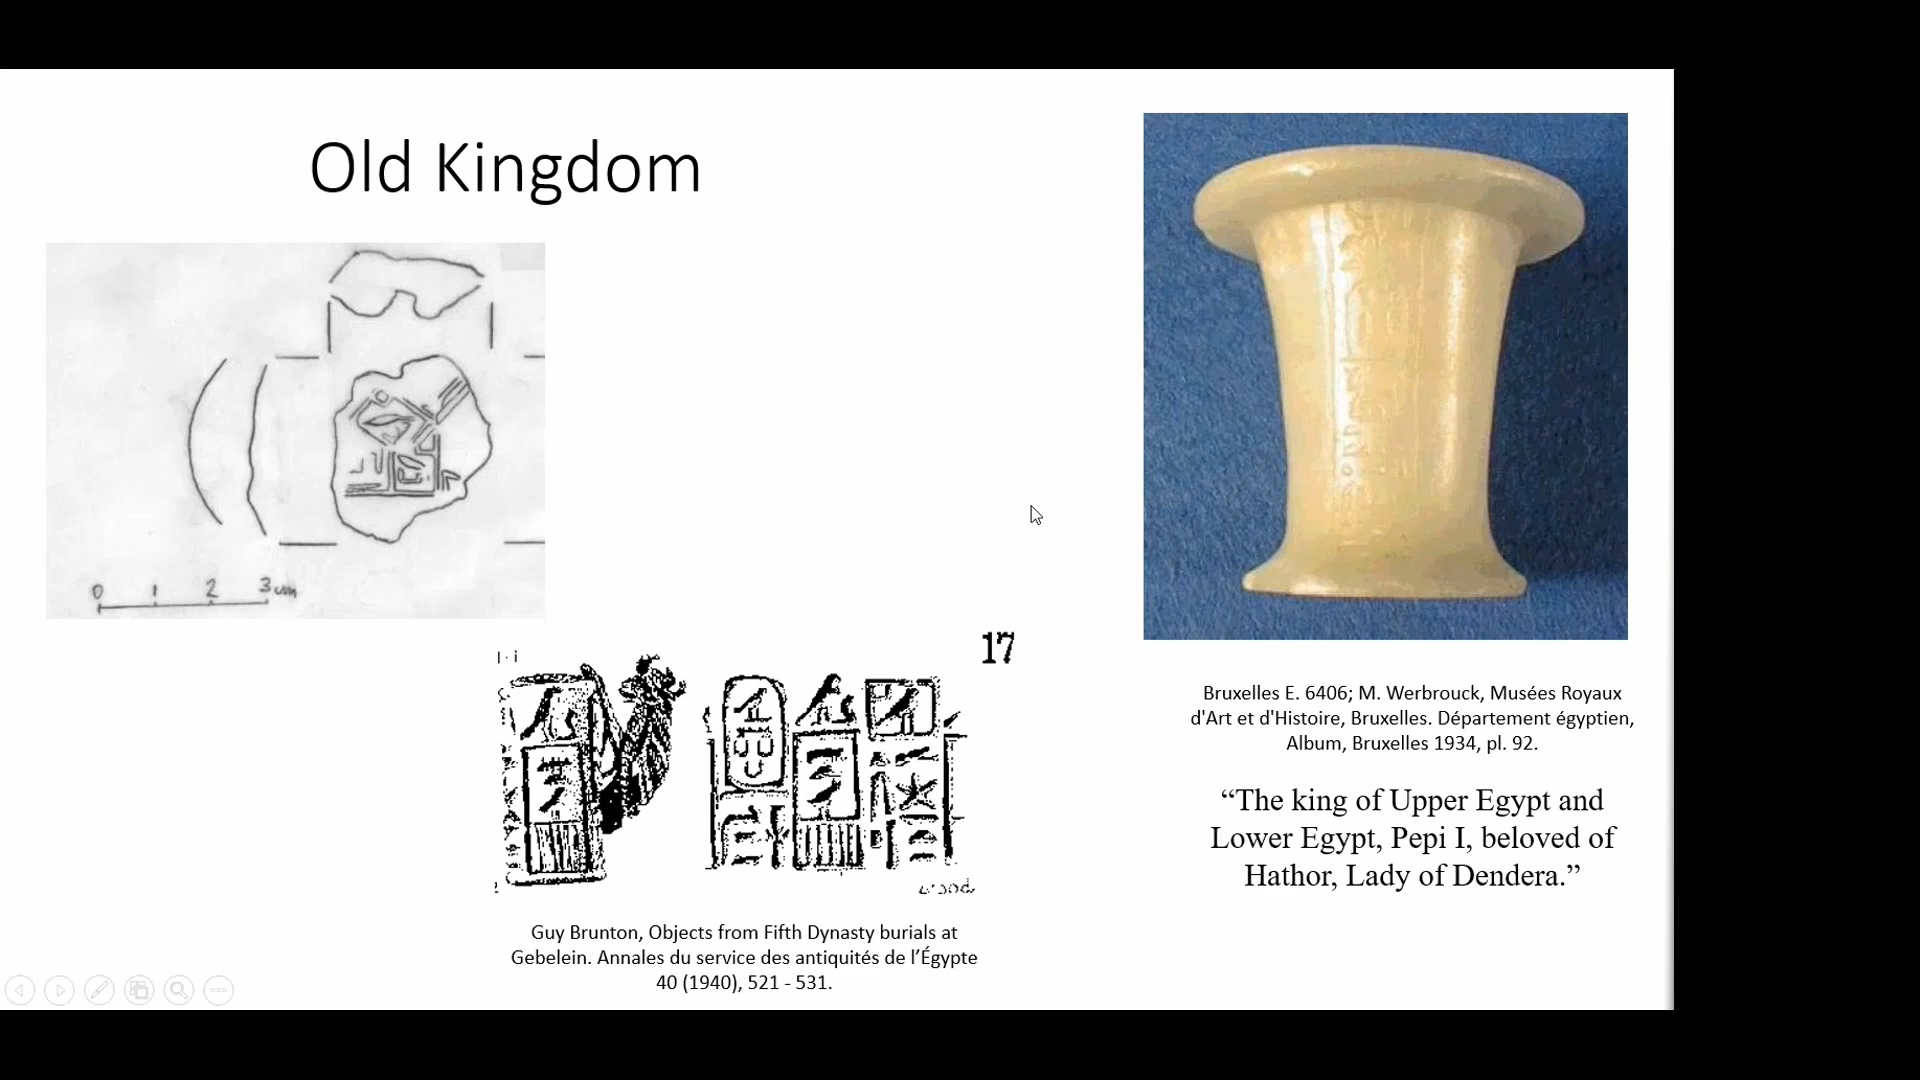 Old Kingdom
0 1 2 3 cm
17
Guy Brunton, Objects from Fifth Dynasty burials at
Gebelein. Annales du service des antiquités de l’Égypte
40 (1940), 521 - 531.
Bruxelles E. 6406; M. Werbrouck, Musées Royaux
d'Art et d'Histoire, Bruxelles. Département égyptien,
Album, Bruxelles 1934, pl. 92.
“The king of Upper Egypt and
Lower Egypt, Pepi I, beloved of
Hathor, Lady of Dendera.”